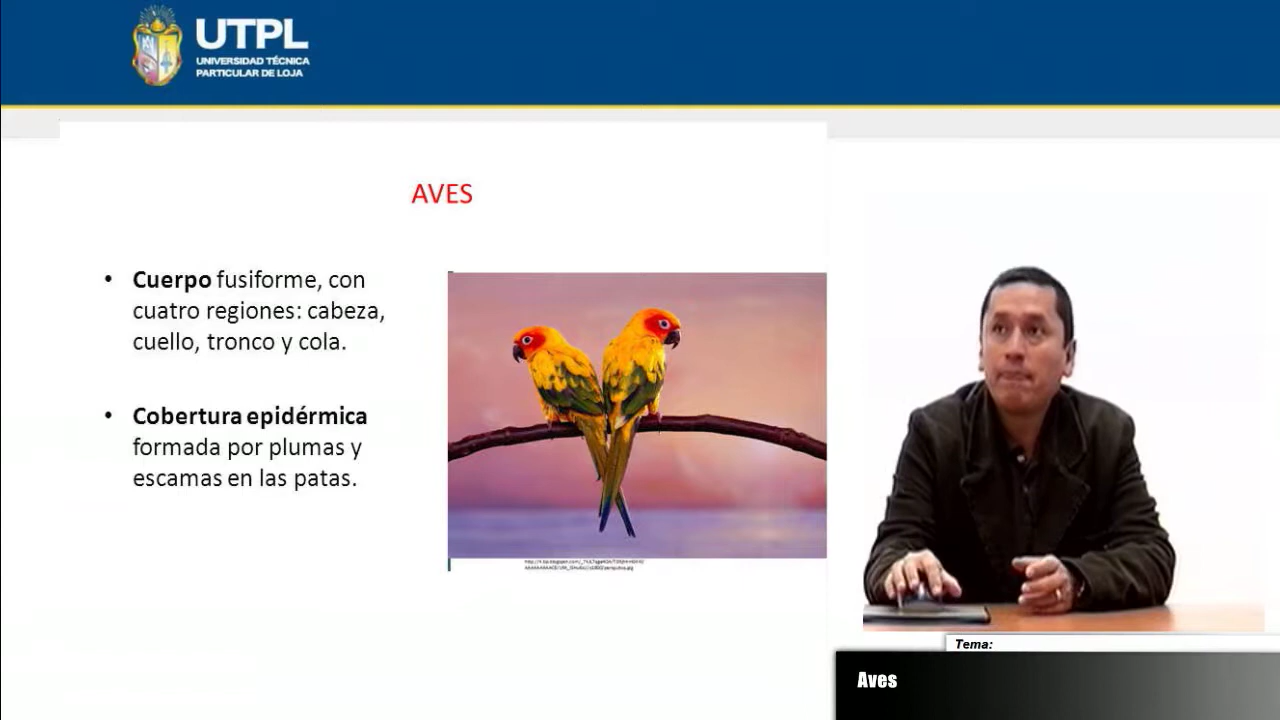 UTPL
UNIVERSIDAD TÉCNICA
PARTICULAR DE LOJA
AVES
• Cuerpo fusiforme, con
cuatro regiones: cabeza,
cuello, tronco y cola.
• Cobertura epidérmica
formada por plumas y
escamas en las patas.
Tema:
Aves